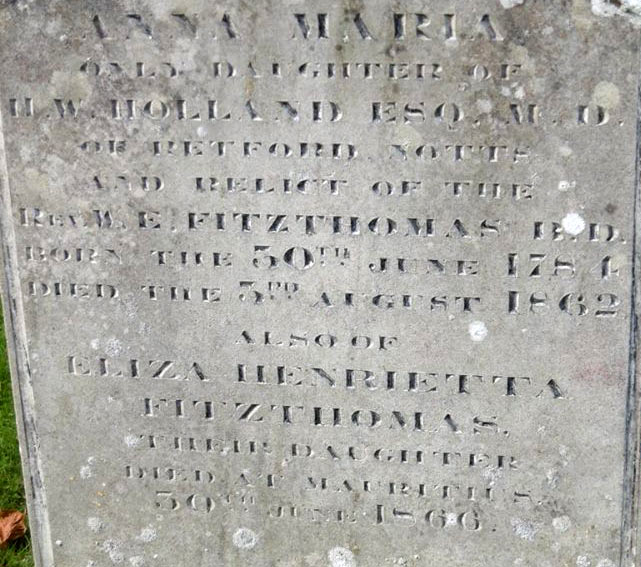 ANNA MARIA
ONLY DAUGHTER OF
H.W. HOLLAND ESQ. M.D.
OF RETFORD NOTTS
AND RELICT OF THE
REV. W. E. FITZTHOMAS B.D.
BORN THE 30TH JUNE 1784
DIED THE 3RD AUGUST 1862
ALSO OF
ELIZA HENRIETTA
FITZTHOMAS.
THEIR DAUGHTER
DIED AT MAURITIUS.
30TH JUNE 1866.